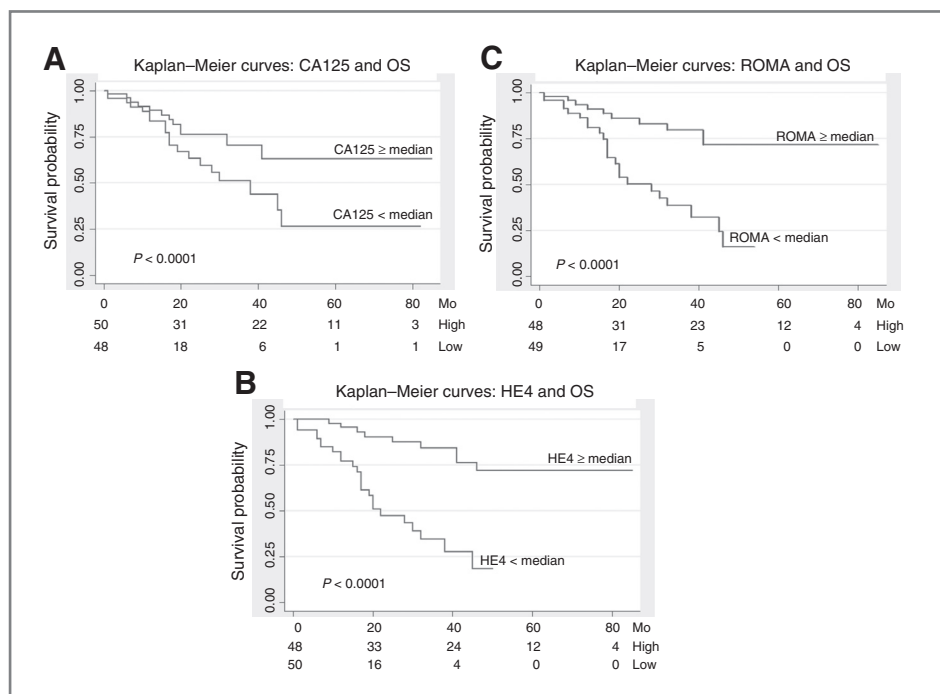 A
Kaplan–Meier curves: CA125 and OS
Survival probability
1.00
0.75
0.50
0.25
0.00
CA125 ≥ median
CA125 < median
P < 0.0001
0 20 40 60 80 Mo
50 31 22 11 3 High
48 18 6 1 1 Low
C
Kaplan–Meier curves: ROMA and OS
Survival probability
1.00
0.75
0.50
0.25
0.00
ROMA ≥ median
ROMA < median
P < 0.0001
0 20 40 60 80 Mo
48 31 23 12 4 High
49 17 5 0 0 Low
B
Kaplan–Meier curves: HE4 and OS
Survival probability
1.00
0.75
0.50
0.25
0.00
HE4 ≥ median
HE4 < median
P < 0.0001
0 20 40 60 80 Mo
48 33 24 12 4 High
50 16 4 0 0 Low